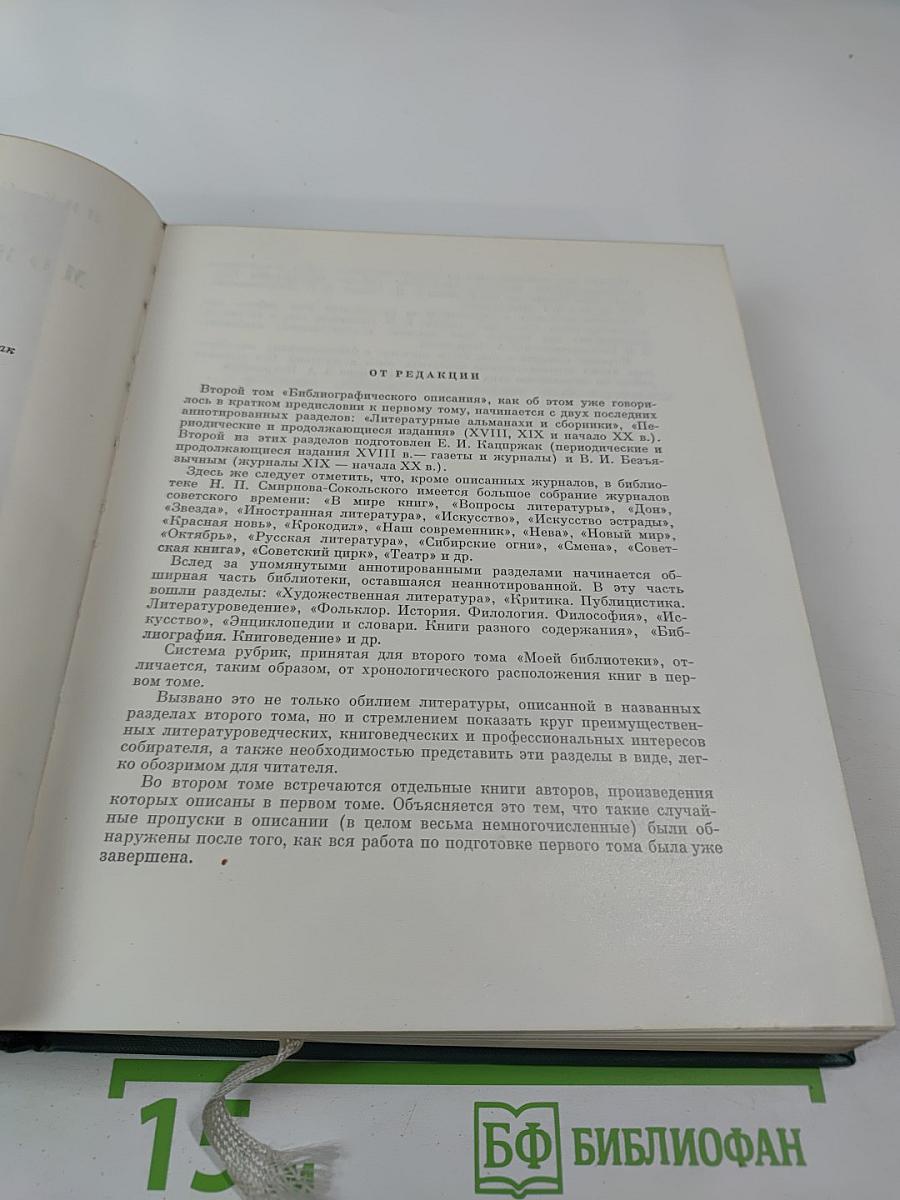 ак
ОТ РЕДАКЦИИ
Второй том «Библиографического описания», как об этом уже говори-
лось в кратком предисловии к первому тому, начинается с двух последних
аннотированных разделов: «Литературные альманахи и сборники», «Пе-
риодические и продолжающиеся издания» (XVIII, XIX и начало XX в.).
Второй из этих разделов подготовлен Е. И. Кацпржак (периодические и
продолжающиеся издания XVIII в.— газеты и журналы) и В. И. Безъя-
зычным (журналы XIX — начала XX в.).
Здесь же следует отметить, что, кроме описанных журналов, в библио-
теке Н. П. Смирнова-Сокольского имеется большое собрание журналов
советского времени: «В мире книг», «Вопросы литературы», «Дон»,
«Звезда», «Иностранная литература», «Искусство», «Искусство эстрады»,
«Красная новь», «Крокодил», «Наш современник», «Нева», «Новый мир»,
«Октябрь», «Русская литература», «Сибирские огни», «Смена», «Совет-
ская книга», «Советский цирк», «Театр» и др.
Вслед за упомянутыми аннотированными разделами начинается об-
ширная часть библиотеки, оставшаяся неаннотированной. В эту часть
вошли разделы: «Художественная литература», «Критика. Публицистика.
Литературоведение», «Фольклор. История. Филология. Философия», «Ис-
кусство», «Энциклопедии и словари. Книги разного содержания», «Биб-
лиография. Книговедение» и др.
Система рубрик, принятая для второго тома «Моей библиотеки», от-
личается, таким образом, от хронологического расположения книг в пер-
вом томе.
Вызвано это не только обилием литературы, описанной в названных
разделах второго тома, но и стремлением показать круг преимуществен-
ных литературоведческих, книговедческих и профессиональных интересов
собирателя, а также необходимостью представить эти разделы в виде, лег-
ко обозримом для читателя.
Во втором томе встречаются отдельные книги авторов, произведения
которых описаны в первом томе. Объясняется это тем, что такие случай-
ные пропуски в описании (в целом весьма немногочисленные) были об-
наружены после того, как вся работа по подготовке первого тома была уже
завершена.
15
БФ БИБЛИОФАН